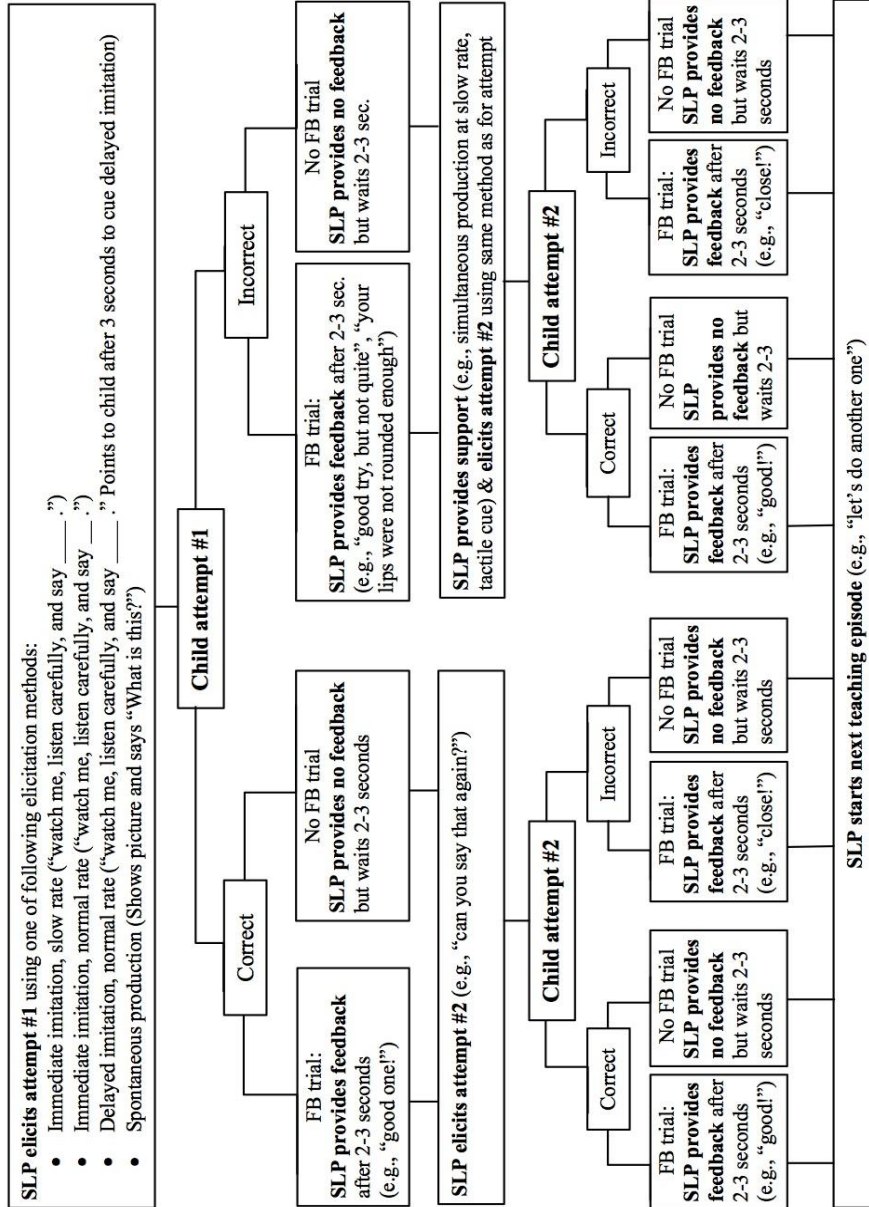 SLP elicits attempt #1 using one of following elicitation methods:
• Immediate imitation, slow rate (“watch me, listen carefully, and say ____.”)
• Immediate imitation, normal rate (“watch me, listen carefully, and say ___.”)
• Delayed imitation, normal rate (“watch me, listen carefully, and say ____.” Points to child after 3 seconds to cue delayed imitation)
• Spontaneous production (Shows picture and says “What is this?”)
Child attempt #1
Correct
Incorrect
FB trial:
SLP provides feedback
after 2-3 seconds
(e.g., “good one!”)
No FB trial
SLP provides no feedback
but waits 2-3 seconds
FB trial:
SLP provides feedback after 2-3 sec.
(e.g., “good try, but not quite”, “your
lips were not rounded enough”)
No FB trial
SLP provides no feedback
but waits 2-3 sec.
SLP elicits attempt #2 (e.g., “can you say that again?”)
SLP provides support (e.g., simultaneous production at slow rate,
tactile cue) & elicits attempt #2 using same method as for attempt
Child attempt #2
Child attempt #2
Correct
Incorrect
Correct
Incorrect
FB trial:
SLP provides
feedback after
2-3 seconds
(e.g., “good!”)
No FB trial
SLP provides
no feedback
but waits 2-3
seconds
FB trial:
SLP provides
feedback after
2-3 seconds
(e.g., “close!”)
No FB trial
SLP provides
no feedback
but waits 2-3
seconds
FB trial:
SLP provides
feedback after
2-3 seconds
(e.g., “good!”)
No FB trial
SLP
provides no
feedback but
waits 2-3
FB trial:
SLP provides
feedback after
2-3 seconds
(e.g., “close!”)
No FB trial
SLP provides
no feedback
but waits 2-3
seconds
SLP starts next teaching episode (e.g., “let’s do another one”)